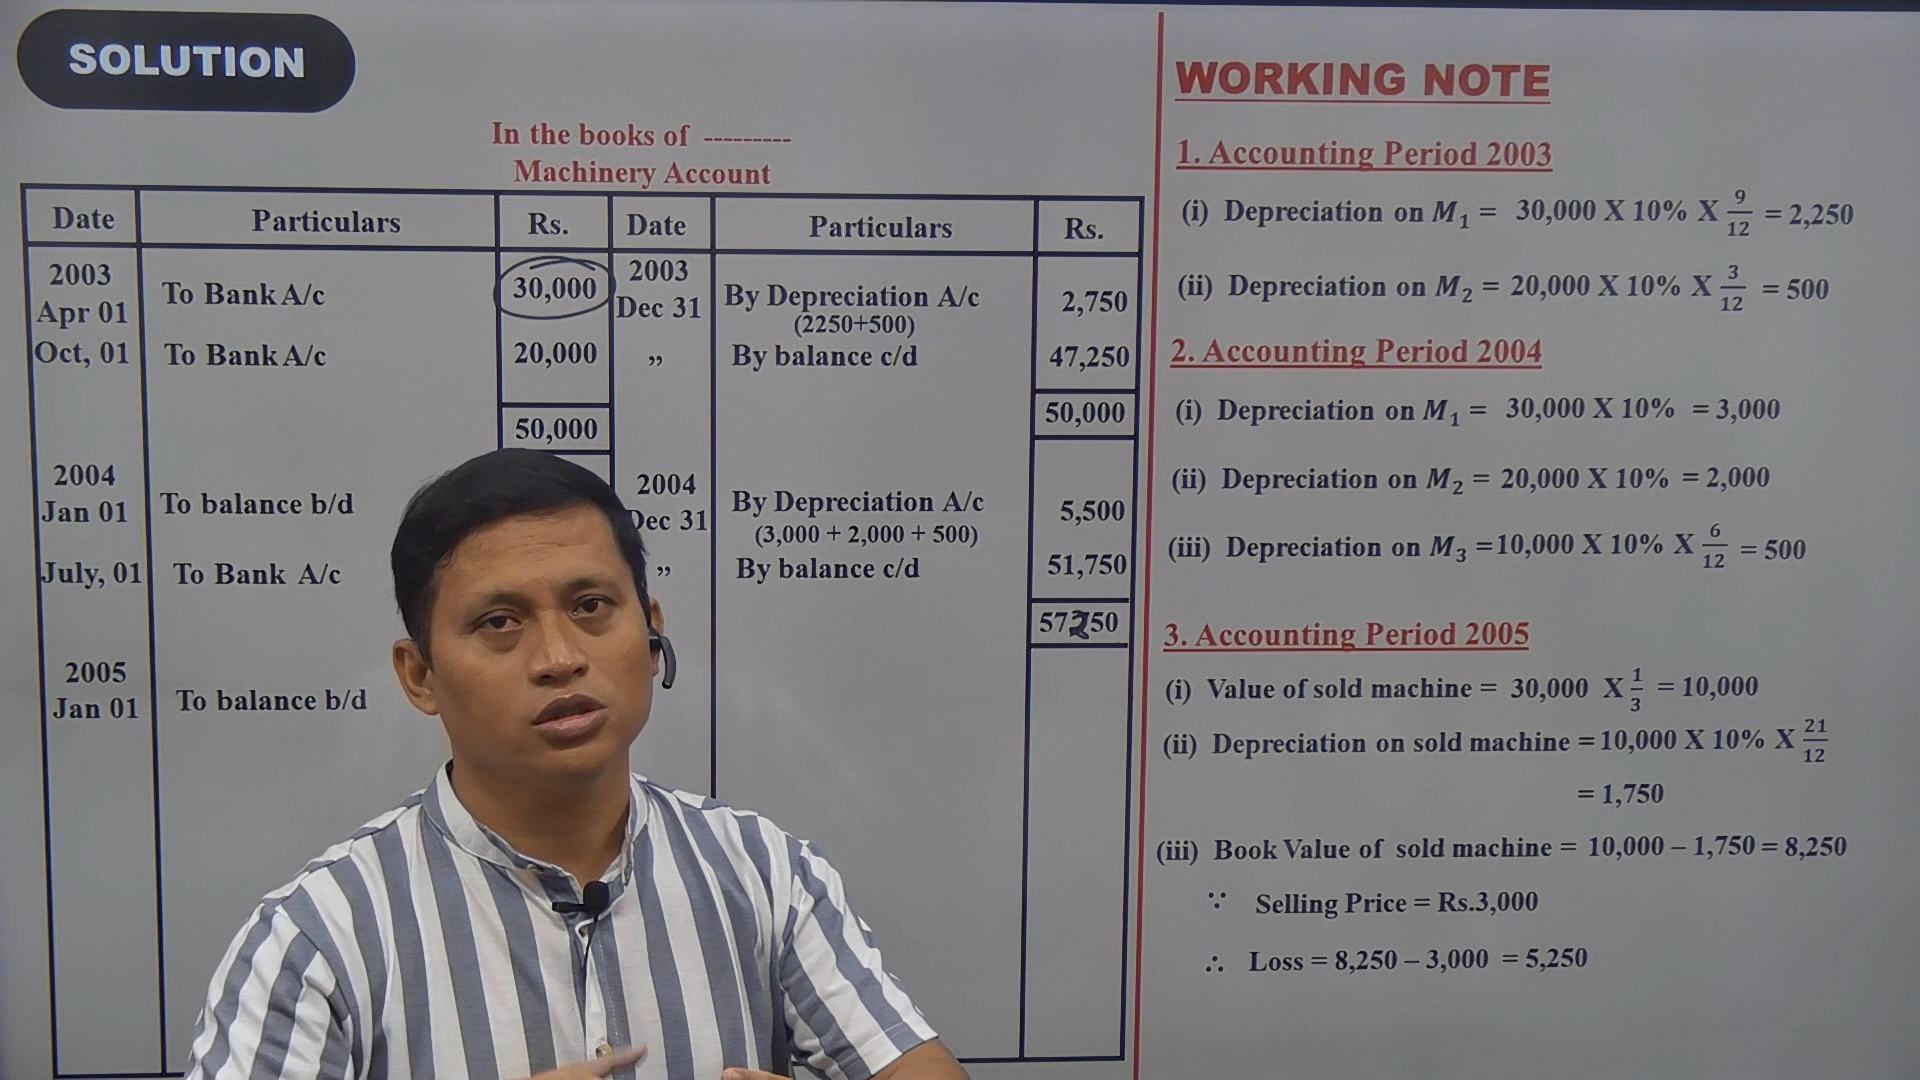 SOLUTION
In the books of ---------
Machinery Account
Date Particulars Rs. Date Particulars Rs.
2003 2003
Apr 01 To Bank A/c 30,000 Dec 31 By Depreciation A/c 2,750
(2250+500)
Oct, 01 To Bank A/c 20,000 ,, By balance c/d 47,250
50,000 50,000
2004 2004
Jan 01 To balance b/d Dec 31 By Depreciation A/c 5,500
(3,000 + 2,000 + 500)
July, 01 To Bank A/c ,, By balance c/d 51,750
57250
2005
Jan 01 To balance b/d
WORKING NOTE
1. Accounting Period 2003
(i) Depreciation on M₁ = 30,000 X 10% X 9/12 = 2,250
(ii) Depreciation on M₂ = 20,000 X 10% X 3/12 = 500
2. Accounting Period 2004
(i) Depreciation on M₁ = 30,000 X 10% = 3,000
(ii) Depreciation on M₂ = 20,000 X 10% = 2,000
(iii) Depreciation on M₃ =10,000 X 10% X 6/12 = 500
3. Accounting Period 2005
(i) Value of sold machine = 30,000 X 1/3 = 10,000
(ii) Depreciation on sold machine = 10,000 X 10% X 21/12
= 1,750
(iii) Book Value of sold machine = 10,000 – 1,750 = 8,250
∵ Selling Price = Rs.3,000
∴ Loss = 8,250 – 3,000 = 5,250